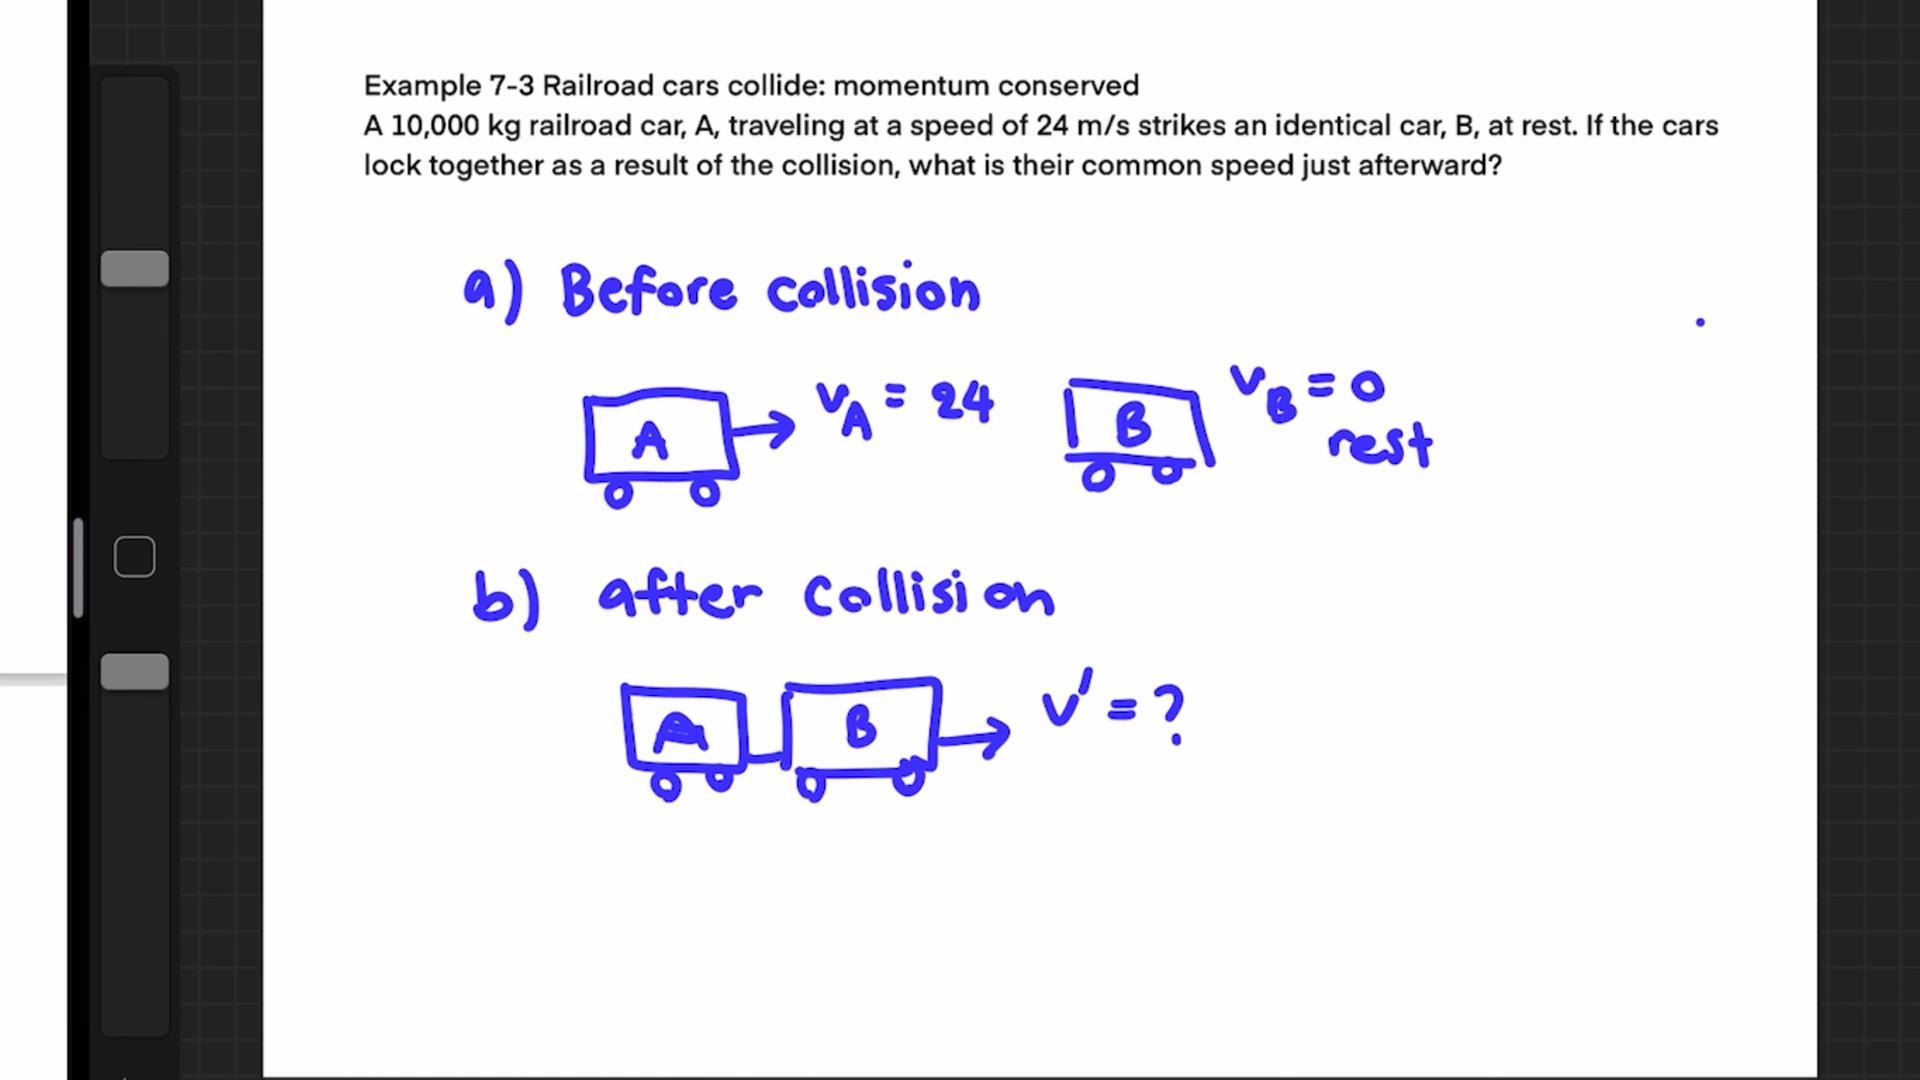 Example 7-3 Railroad cars collide: momentum conserved
A 10,000 kg railroad car, A, traveling at a speed of 24 m/s strikes an identical car, B, at rest. If the cars
lock together as a result of the collision, what is their common speed just afterward?
a) Before collision
A → v_A = 24
B v_B = 0
rest
b) after collision
A B → v' = ?